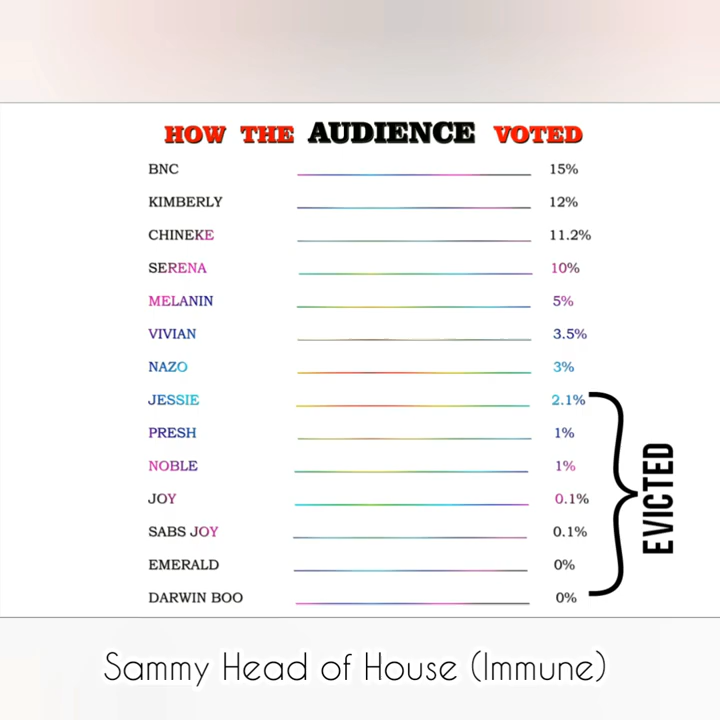 HOW THE AUDIENCE VOTED
BNC 15%
KIMBERLY 12%
CHINEKE 11.2%
SERENA 10%
MELANIN 5%
VIVIAN 3.5%
NAZO 3%
JESSIE 2.1%
PRESH 1%
NOBLE 1%
JOY 0.1%
SABS JOY 0.1%
EMERALD 0%
DARWIN BOO 0%
EVICTED
Sammy Head of House (Immune)